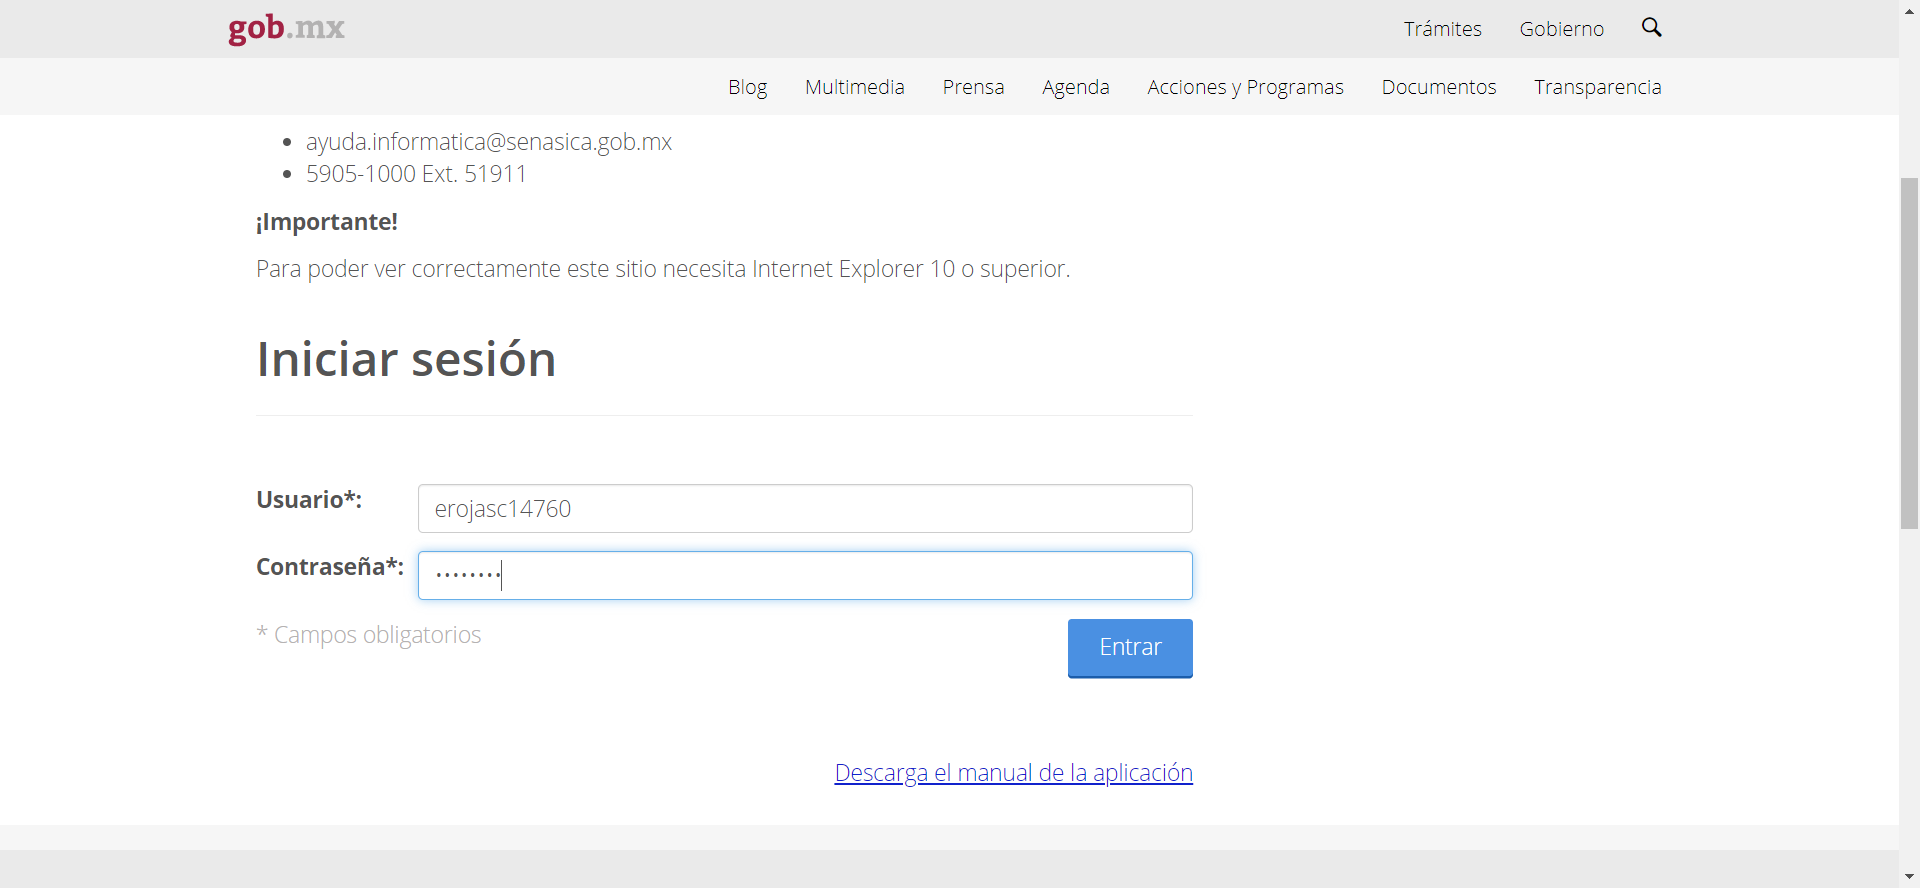 gob.mx
Trámites Gobierno
Blog Multimedia Prensa Agenda Acciones y Programas Documentos Transparencia
ayuda.informatica@senasica.gob.mx
5905-1000 Ext. 51911
¡Importante!
Para poder ver correctamente este sitio necesita Internet Explorer 10 o superior.
Iniciar sesión
Usuario*: erojasc14760
Contraseña*: ••••••••
* Campos obligatorios
Entrar
Descarga el manual de la aplicación